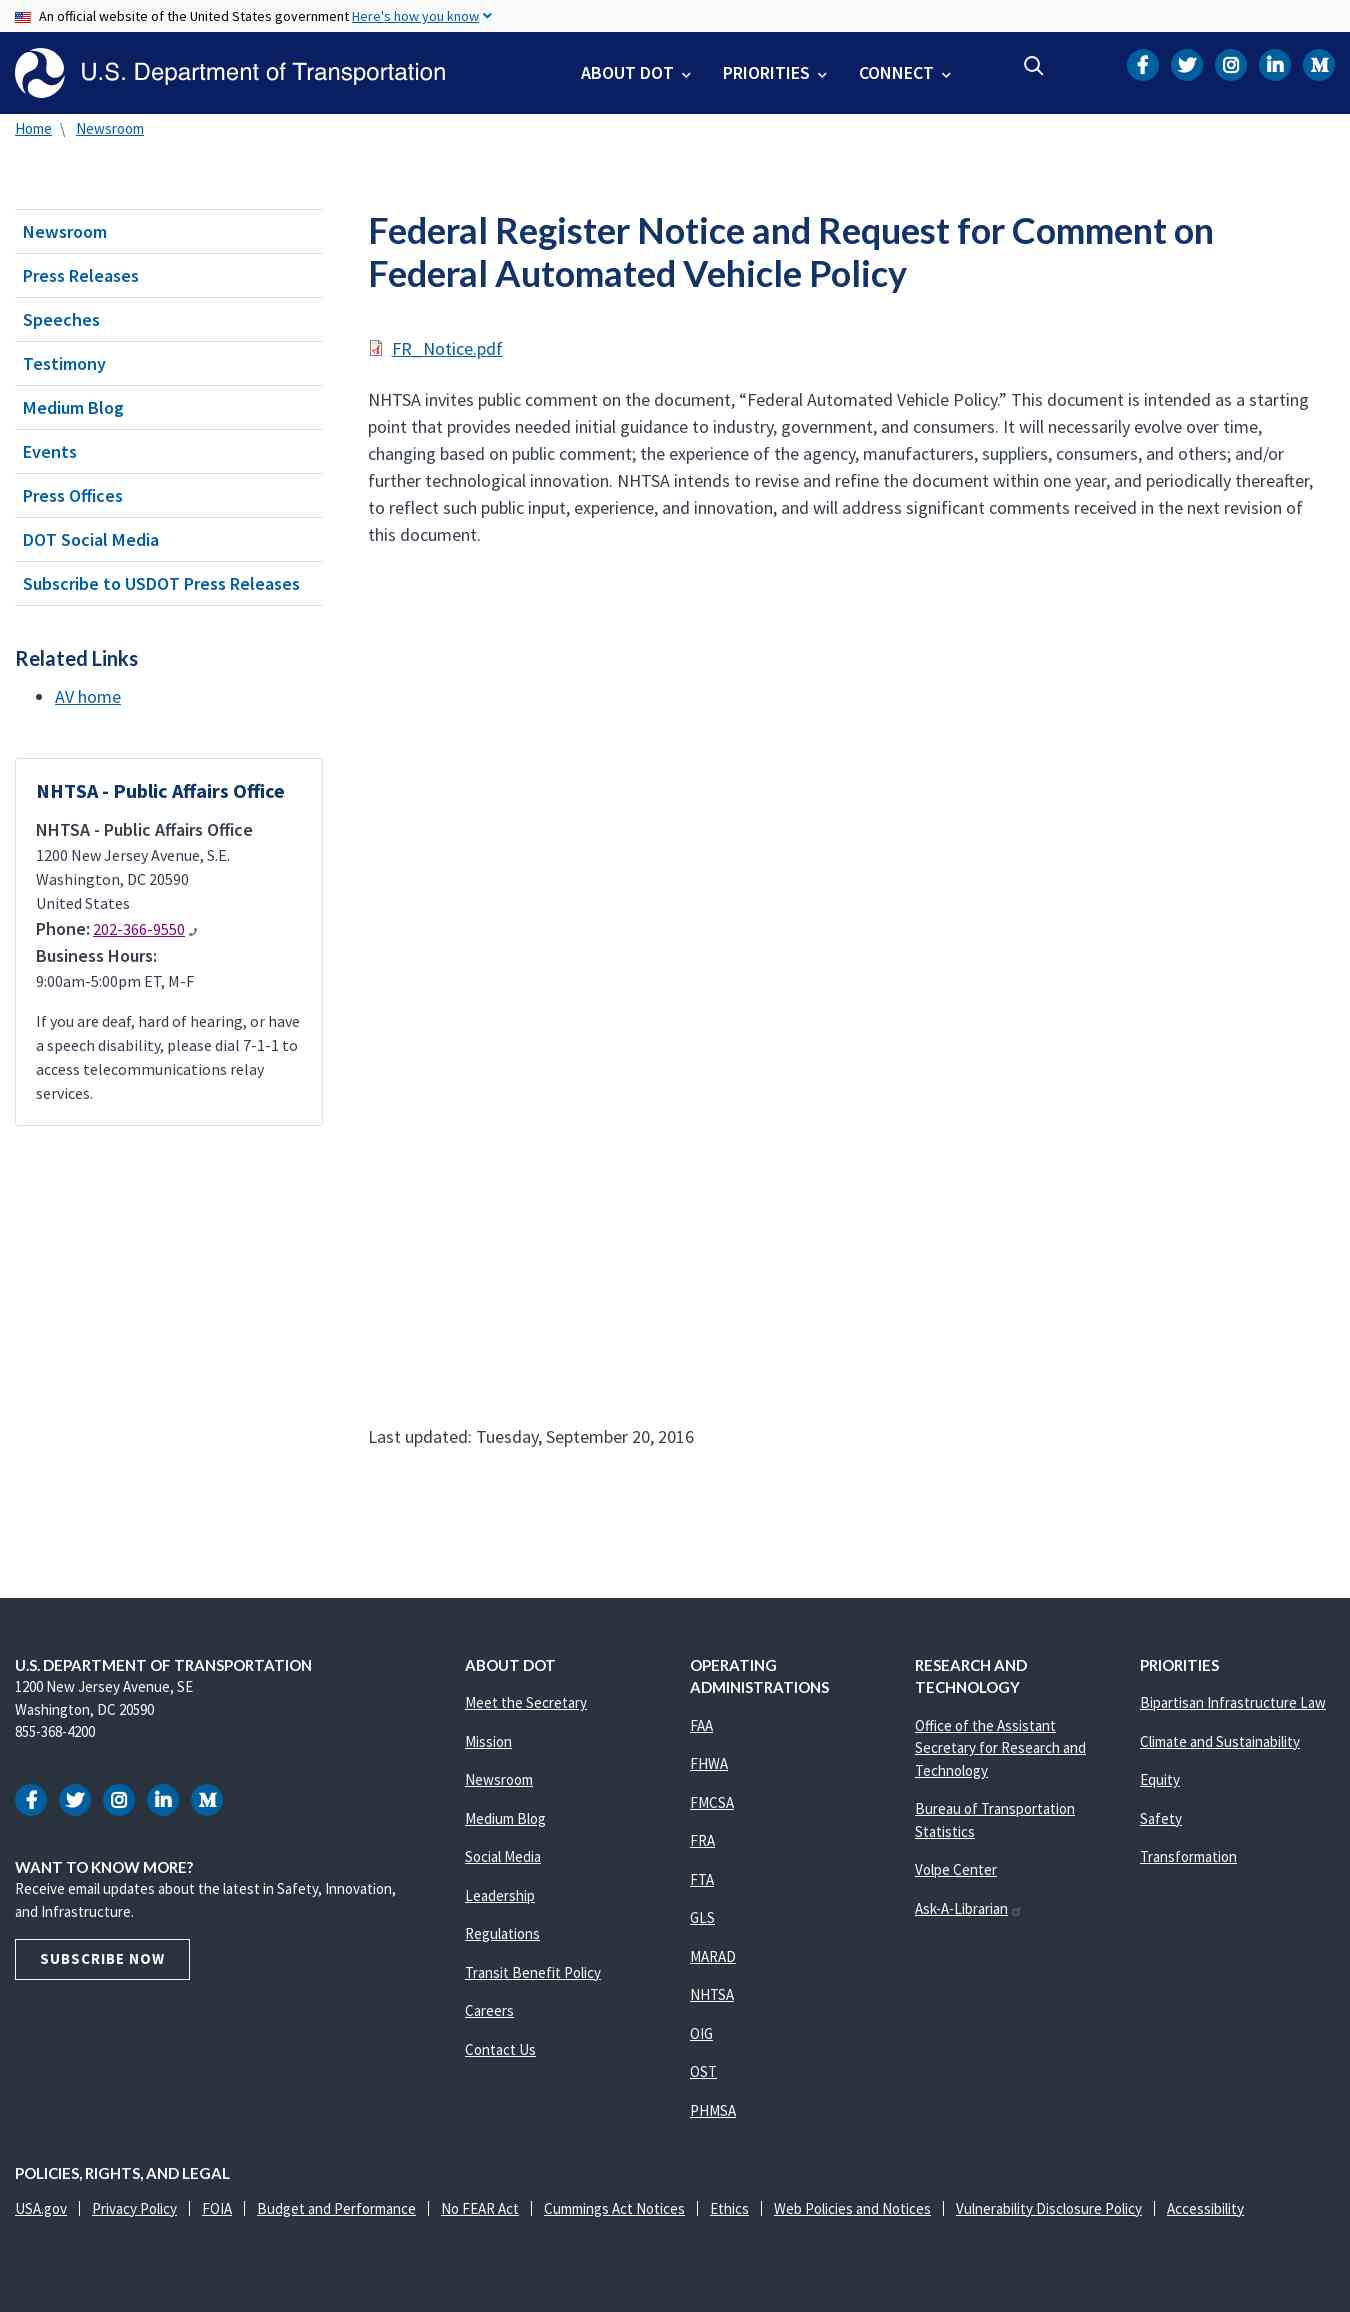 An official website of the United States government Here's how you know
U.S. Department of Transportation
ABOUT DOT
PRIORITIES
CONNECT
Home \ Newsroom
Newsroom
Press Releases
Speeches
Testimony
Medium Blog
Events
Press Offices
DOT Social Media
Subscribe to USDOT Press Releases
Related Links
• AV home
NHTSA - Public Affairs Office
NHTSA - Public Affairs Office
1200 New Jersey Avenue, S.E.
Washington, DC 20590
United States
Phone: 202-366-9550
Business Hours:
9:00am-5:00pm ET, M-F
If you are deaf, hard of hearing, or have
a speech disability, please dial 7-1-1 to
access telecommunications relay
services.
Federal Register Notice and Request for Comment on
Federal Automated Vehicle Policy
FR_Notice.pdf
NHTSA invites public comment on the document, “Federal Automated Vehicle Policy.” This document is intended as a starting
point that provides needed initial guidance to industry, government, and consumers. It will necessarily evolve over time,
changing based on public comment; the experience of the agency, manufacturers, suppliers, consumers, and others; and/or
further technological innovation. NHTSA intends to revise and refine the document within one year, and periodically thereafter,
to reflect such public input, experience, and innovation, and will address significant comments received in the next revision of
this document.
Last updated: Tuesday, September 20, 2016
U.S. DEPARTMENT OF TRANSPORTATION
1200 New Jersey Avenue, SE
Washington, DC 20590
855-368-4200
WANT TO KNOW MORE?
Receive email updates about the latest in Safety, Innovation,
and Infrastructure.
SUBSCRIBE NOW
ABOUT DOT
Meet the Secretary
Mission
Newsroom
Medium Blog
Social Media
Leadership
Regulations
Transit Benefit Policy
Careers
Contact Us
OPERATING
ADMINISTRATIONS
FAA
FHWA
FMCSA
FRA
FTA
GLS
MARAD
NHTSA
OIG
OST
PHMSA
RESEARCH AND
TECHNOLOGY
Office of the Assistant
Secretary for Research and
Technology
Bureau of Transportation
Statistics
Volpe Center
Ask-A-Librarian
PRIORITIES
Bipartisan Infrastructure Law
Climate and Sustainability
Equity
Safety
Transformation
POLICIES, RIGHTS, AND LEGAL
USA.gov | Privacy Policy | FOIA | Budget and Performance | No FEAR Act | Cummings Act Notices | Ethics | Web Policies and Notices | Vulnerability Disclosure Policy | Accessibility